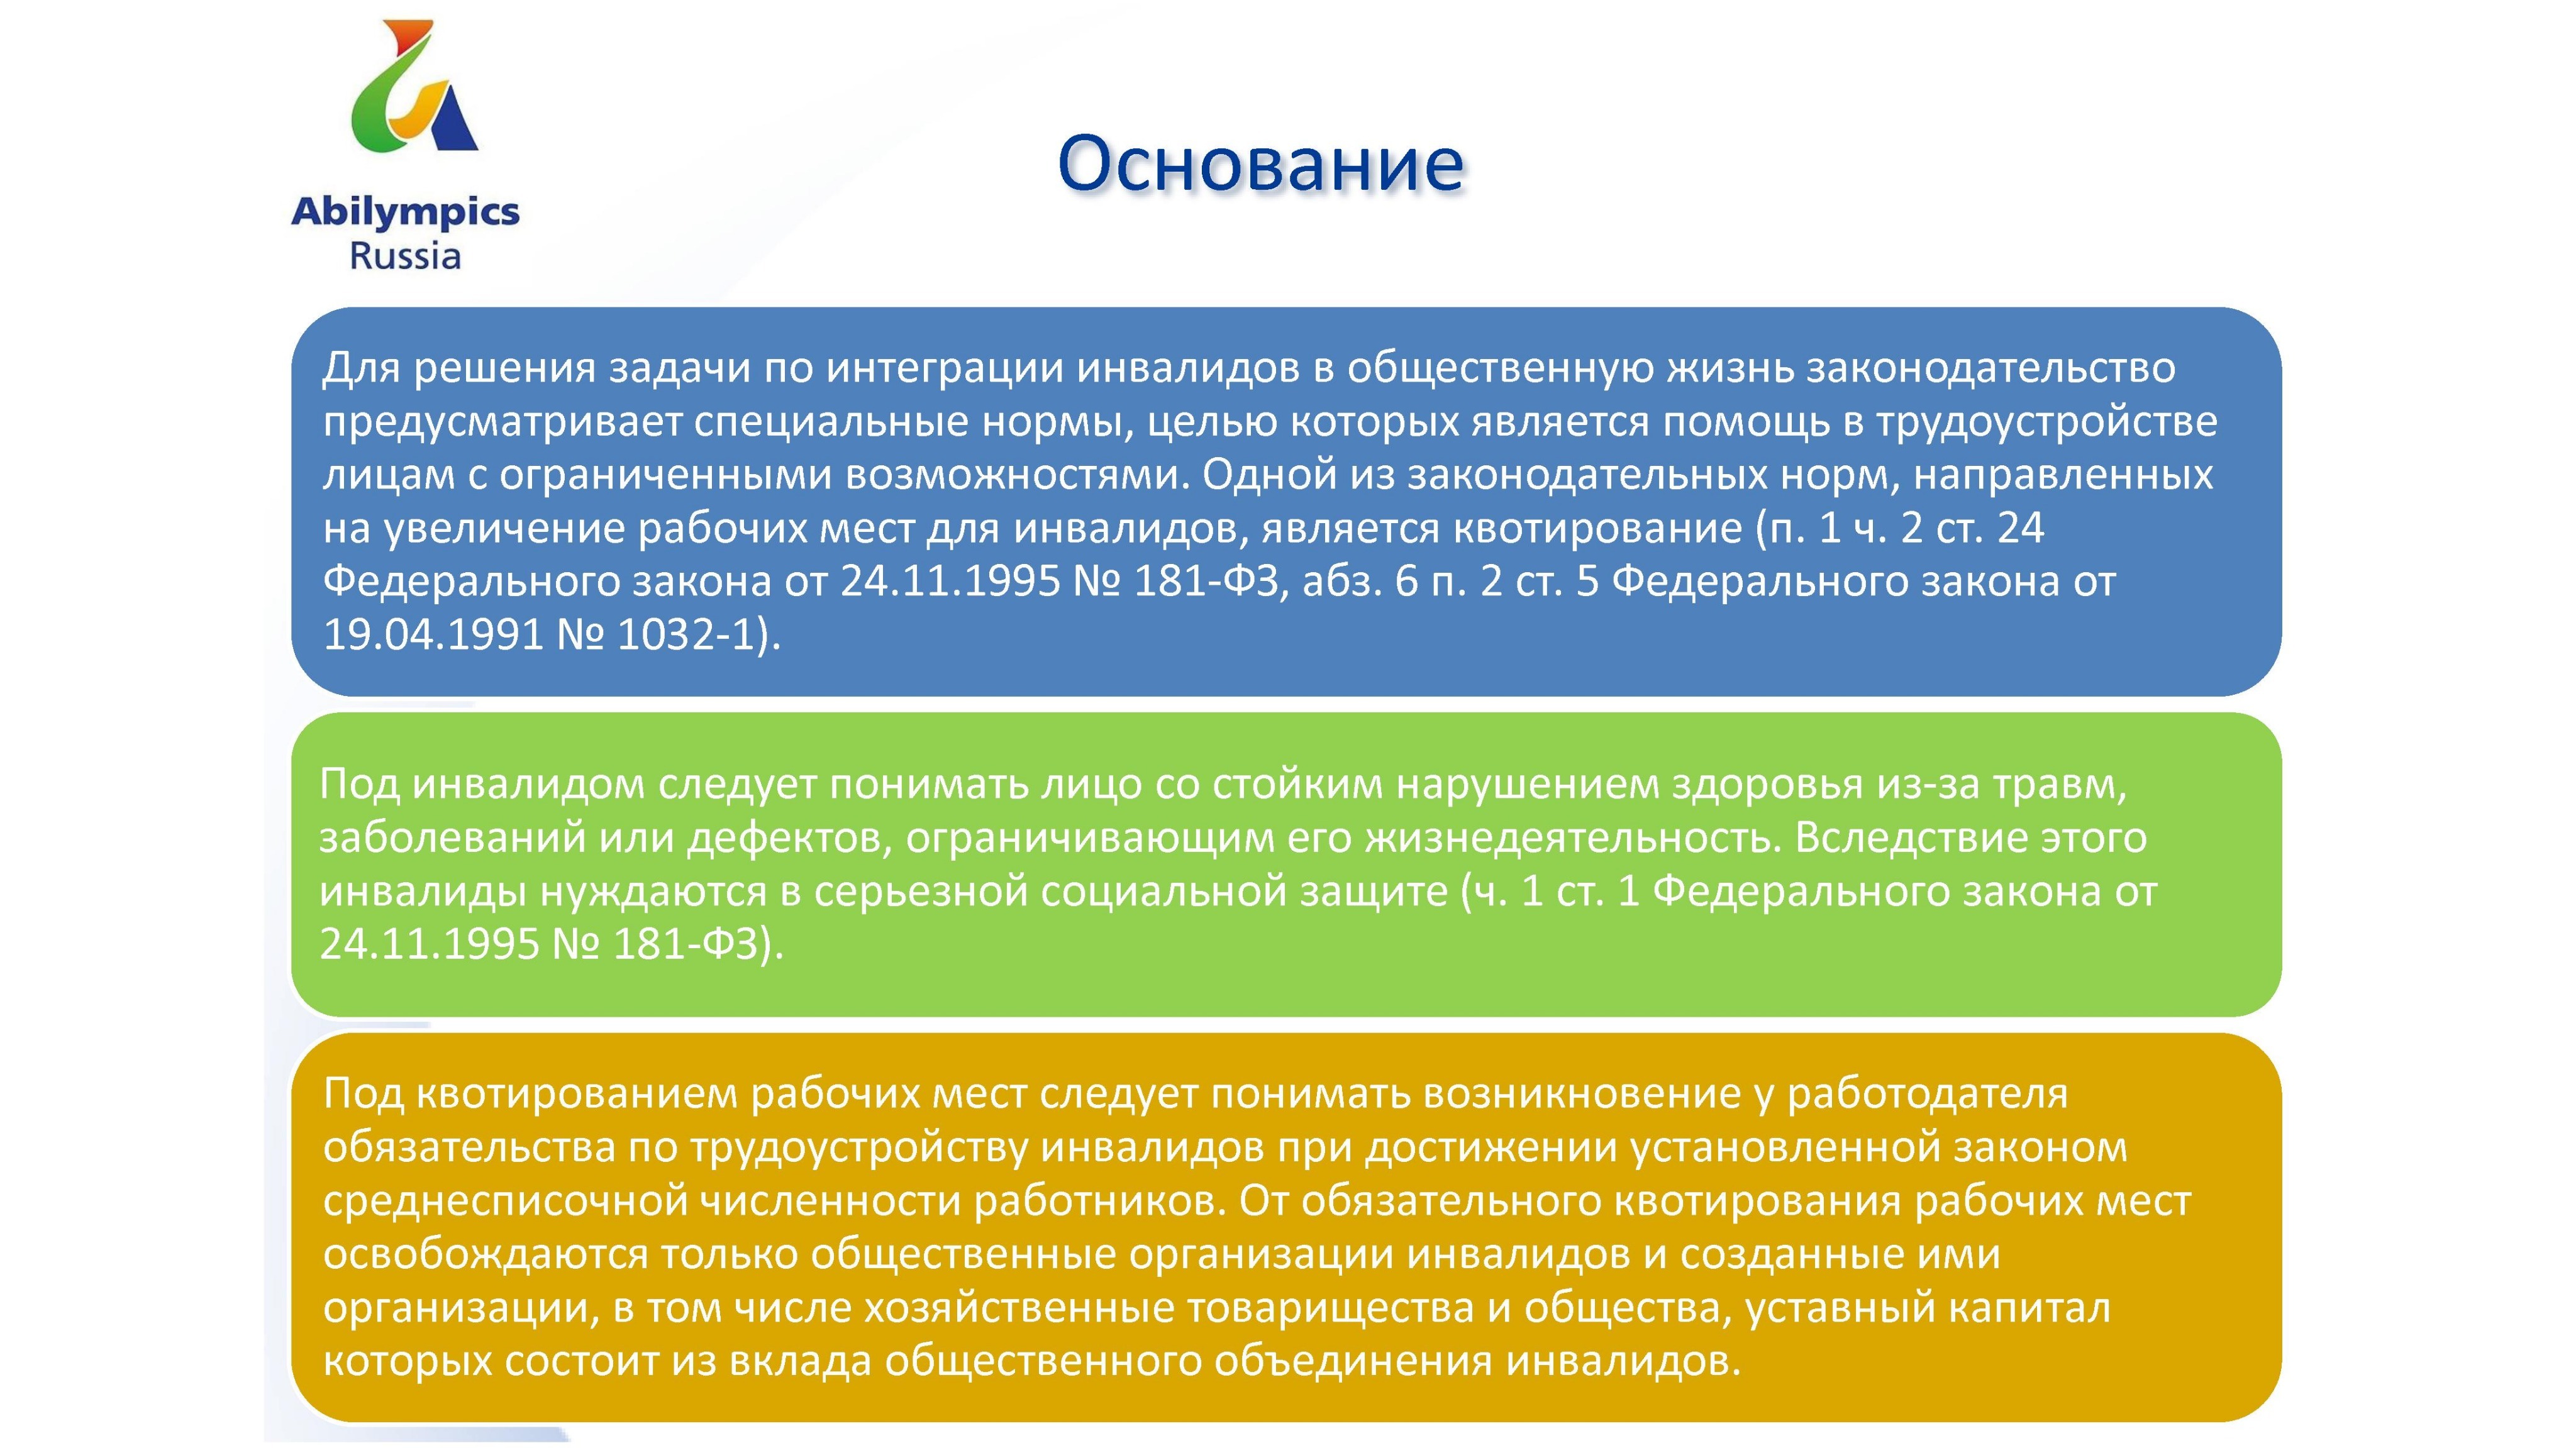 Abilympics
Russia
Основание
Для решения задачи по интеграции инвалидов в общественную жизнь законодательство
предусматривает специальные нормы, целью которых является помощь в трудоустройстве
лицам с ограниченными возможностями. Одной из законодательных норм, направленных
на увеличение рабочих мест для инвалидов, является квотирование (п. 1 ч. 2 ст. 24
Федерального закона от 24.11.1995 № 181-ФЗ, абз. 6 п. 2 ст. 5 Федерального закона от
19.04.1991 № 1032-1).
Под инвалидом следует понимать лицо со стойким нарушением здоровья из-за травм,
заболеваний или дефектов, ограничивающим его жизнедеятельность. Вследствие этого
инвалиды нуждаются в серьезной социальной защите (ч. 1 ст. 1 Федерального закона от
24.11.1995 № 181-ФЗ).
Под квотированием рабочих мест следует понимать возникновение у работодателя
обязательства по трудоустройству инвалидов при достижении установленной законом
среднесписочной численности работников. От обязательного квотирования рабочих мест
освобождаются только общественные организации инвалидов и созданные ими
организации, в том числе хозяйственные товарищества и общества, уставный капитал
которых состоит из вклада общественного объединения инвалидов.